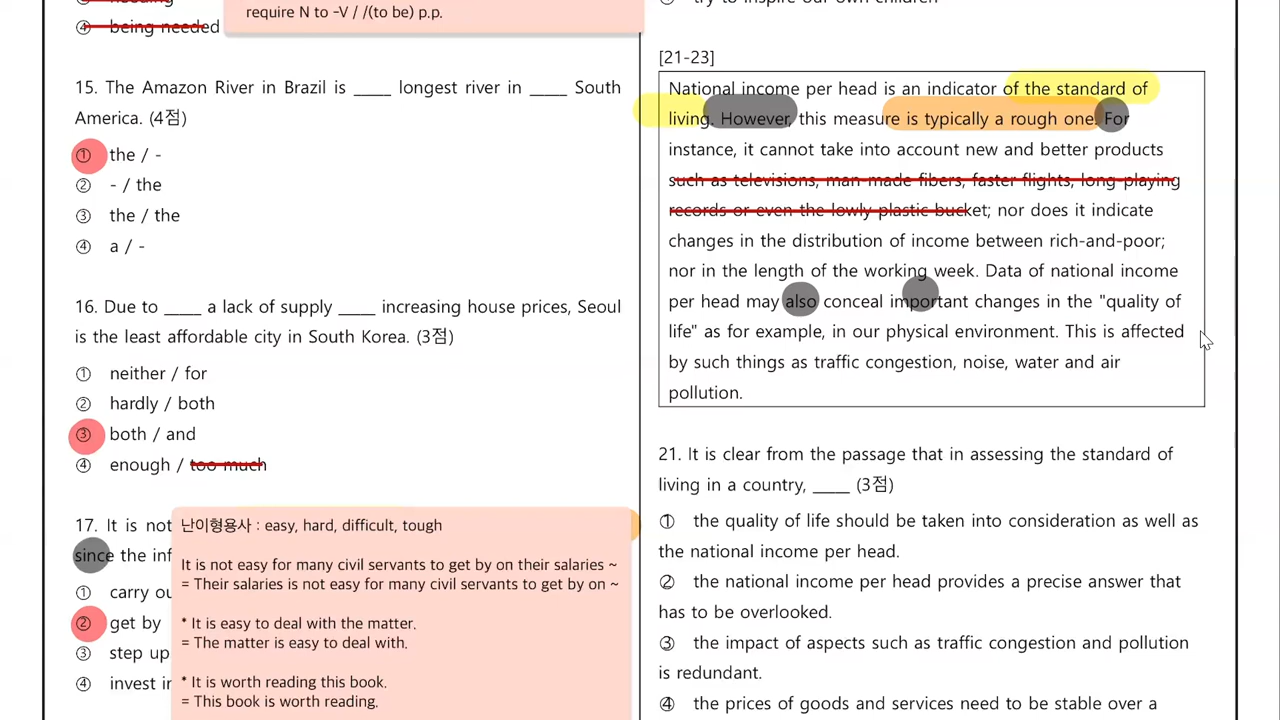 ③ needing
④ being needed
require N to -V / /(to be) p.p.
15. The Amazon River in Brazil is ____ longest river in ____ South
America. (4점)
① the / -
② - / the
③ the / the
④ a / -
16. Due to ____ a lack of supply ____ increasing house prices, Seoul
is the least affordable city in South Korea. (3점)
① neither / for
② hardly / both
③ both / and
④ enough / too much
17. It is not
since the inf
① carry ou
② get by
③ step up
④ invest in
난이형용사 : easy, hard, difficult, tough
It is not easy for many civil servants to get by on their salaries ~
= Their salaries is not easy for many civil servants to get by on ~
* It is easy to deal with the matter.
= The matter is easy to deal with.
* It is worth reading this book.
= This book is worth reading.
try to inspire our own children
[21-23]
National income per head is an indicator of the standard of
living. However, this measure is typically a rough one. For
instance, it cannot take into account new and better products
such as televisions, man-made fibers, faster flights, long-playing
records or even the lowly plastic bucket; nor does it indicate
changes in the distribution of income between rich-and-poor;
nor in the length of the working week. Data of national income
per head may also conceal important changes in the "quality of
life" as for example, in our physical environment. This is affected
by such things as traffic congestion, noise, water and air
pollution.
21. It is clear from the passage that in assessing the standard of
living in a country, ____ (3점)
① the quality of life should be taken into consideration as well as
the national income per head.
② the national income per head provides a precise answer that
has to be overlooked.
③ the impact of aspects such as traffic congestion and pollution
is redundant.
④ the prices of goods and services need to be stable over a